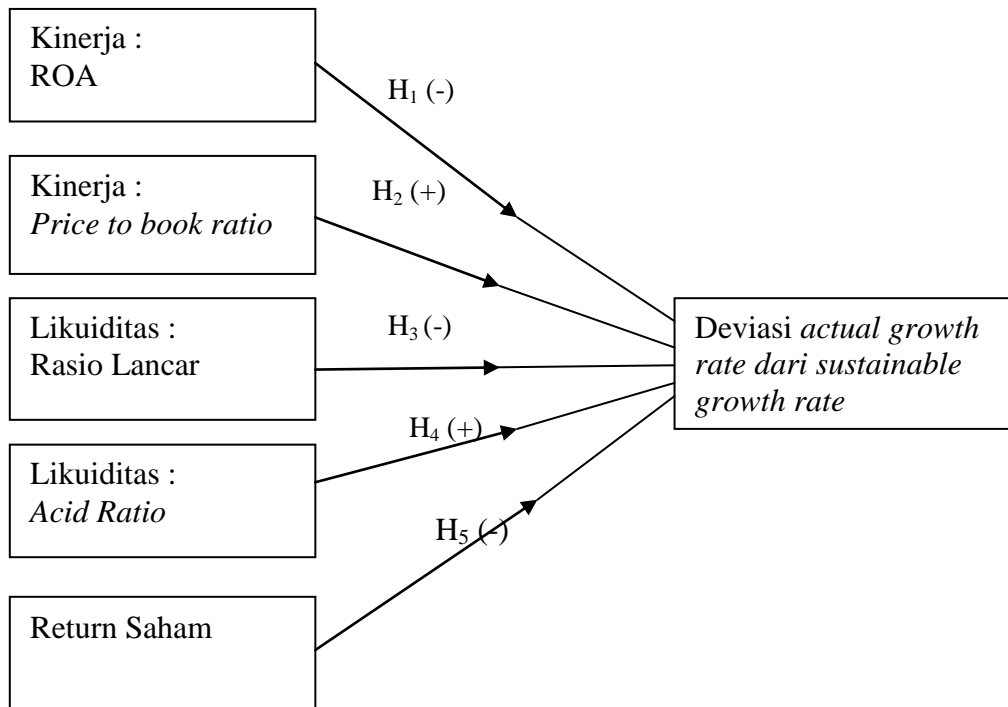 Kinerja :
ROA
H₁ (-)
Kinerja :
Price to book ratio
H₂ (+)
Likuiditas :
Rasio Lancar
H₃ (-)
Deviasi actual growth
rate dari sustainable
growth rate
Likuiditas :
Acid Ratio
H₄ (+)
H₅ (-)
Return Saham